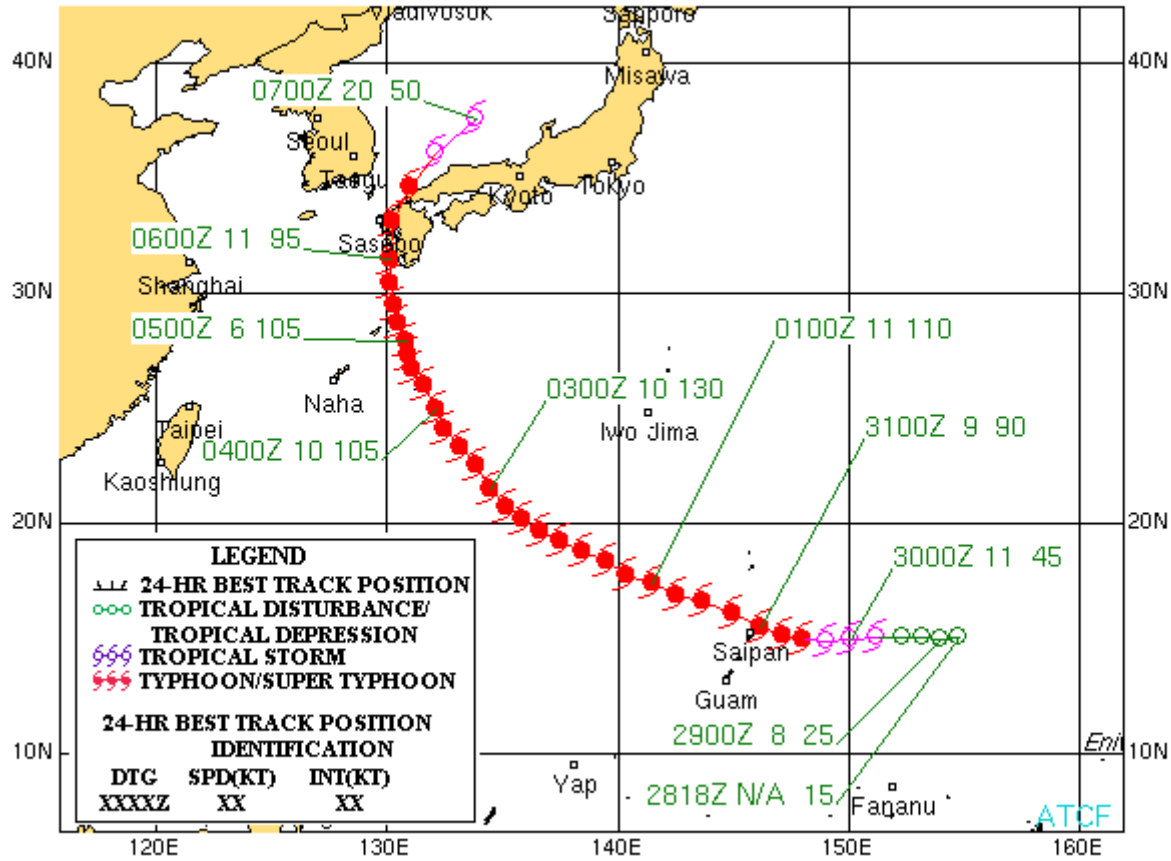 Vladivosok
Sapporo
40N
40N
Misawa
0700Z 20 50
Seoul
Taegu
Kyoto
Tokyo
0600Z 11 95
Sasebo
Shanghai
30N
30N
0500Z 6 105
0100Z 11 110
Naha
0300Z 10 130
Iwo Jima
3100Z 9 90
Taipei
0400Z 10 105
Kaoshiung
20N
20N
3000Z 11 45
LEGEND
24-HR BEST TRACK POSITION
TROPICAL DISTURBANCE/
TROPICAL DEPRESSION
TROPICAL STORM
TYPHOON/SUPER TYPHOON
24-HR BEST TRACK POSITION
IDENTIFICATION
DTG SPD(KT) INT(KT)
XXXXZ XX XX
Saipan
Guam
2900Z 8 25
10N
Eni
10N
Yap
2818Z N/A 15
Fananu
ATCF
120E 130E 140E 150E 160E